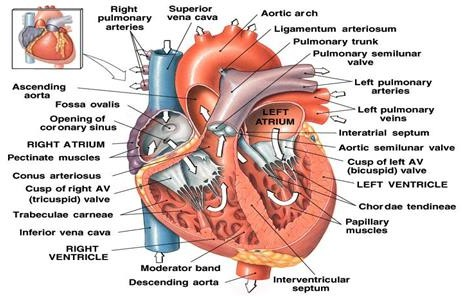 Right
pulmonary
arteries
Superior
vena cava
Aortic arch
Ligamentum arteriosum
Pulmonary trunk
Pulmonary semilunar
valve
Ascending
aorta
Left pulmonary
arteries
Fossa ovalis
Left pulmonary
veins
LEFT
ATRIUM
Opening of
coronary sinus
Interatrial septum
RIGHT ATRIUM
Aortic semilunar valve
Pectinate muscles
Cusp of left AV
(bicuspid) valve
Conus arteriosus
LEFT VENTRICLE
Cusp of right AV
(tricuspid) valve
Chordae tendineae
Trabeculae carneae
Papillary
muscles
Inferior vena cava
RIGHT
VENTRICLE
Moderator band
Descending aorta
Interventricular
septum